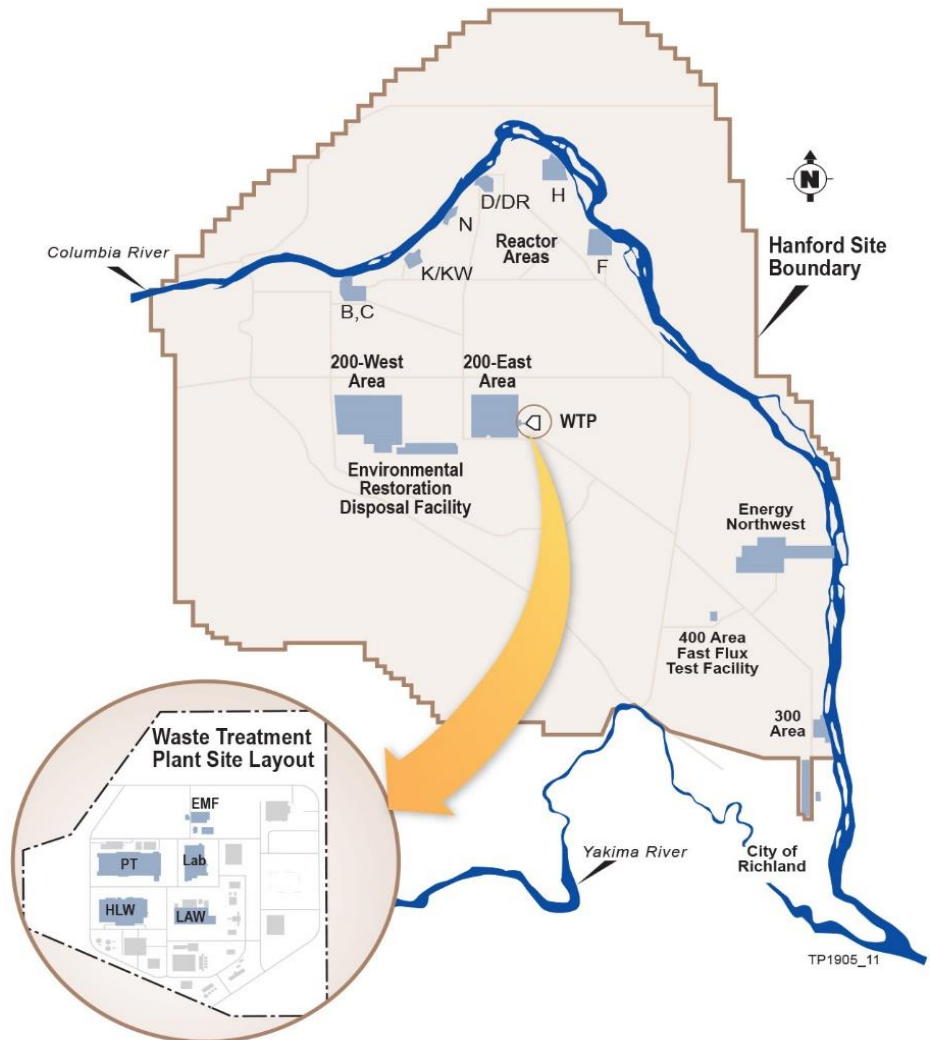 N
Columbia River
H
D/DR
N
Reactor
Areas
F
K/KW
B,C
Hanford Site
Boundary
200-West
Area
200-East
Area
WTP
Environmental
Restoration
Disposal Facility
Energy
Northwest
400 Area
Fast Flux
Test Facility
300
Area
Waste Treatment
Plant Site Layout
EMF
PT
Lab
HLW
LAW
Yakima River
City of
Richland
TP1905_11